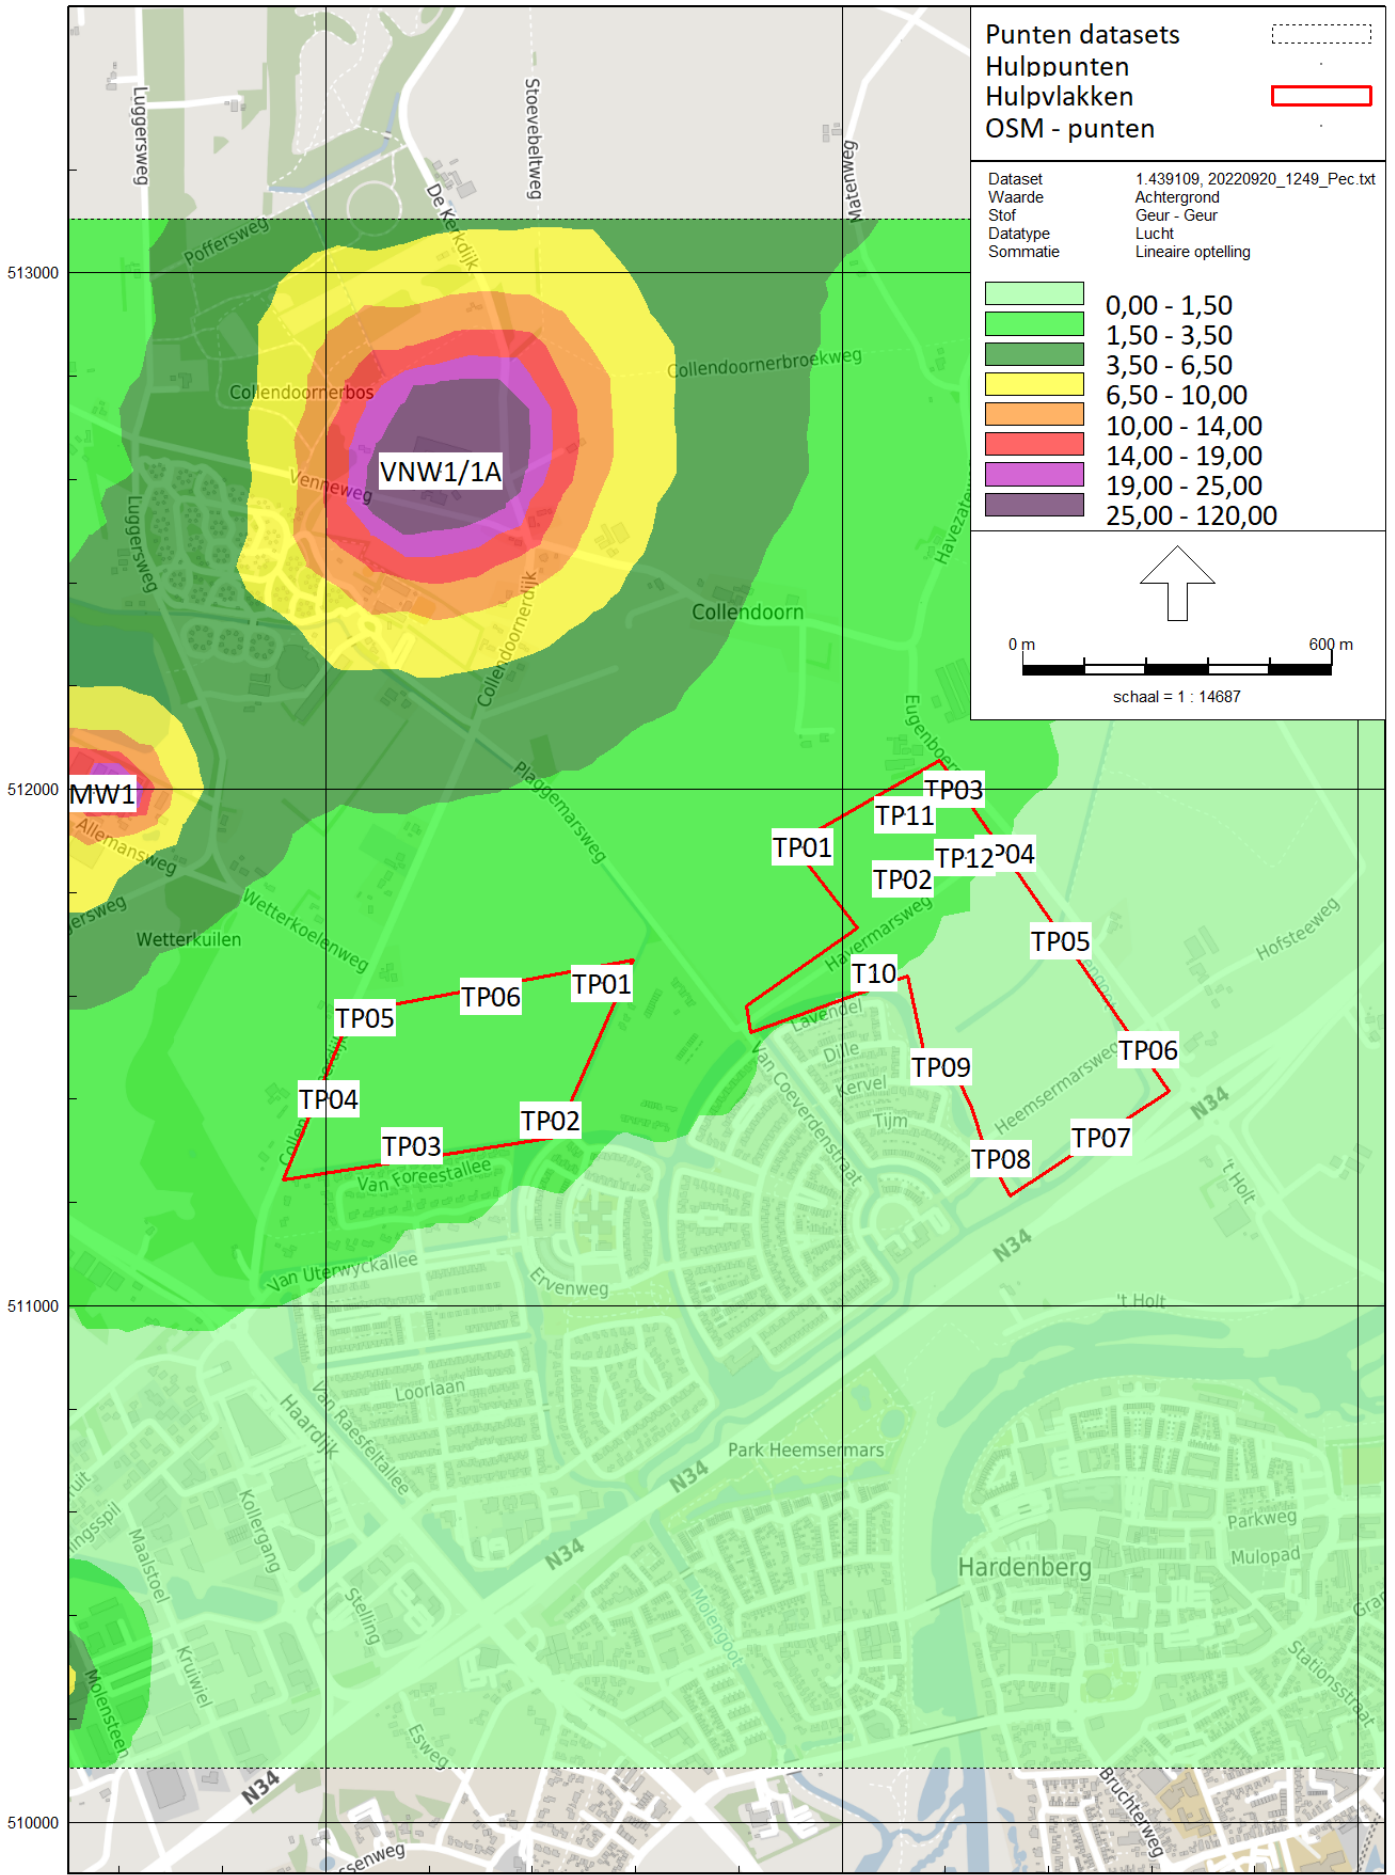 Punten datasets
Hulppunten
Hulpvlakken
OSM - punten
Dataset 1.439109, 20220920_1249_Pec.txt
Waarde Achtergrond
Stof Geur - Geur
Datatype Lucht
Sommatie Lineaire optelling
0,00 - 1,50
1,50 - 3,50
3,50 - 6,50
6,50 - 10,00
10,00 - 14,00
14,00 - 19,00
19,00 - 25,00
25,00 - 120,00
0 m 600 m
schaal = 1 : 14687
Luggersweg
Stoevebeltweg
Matenweg
De Kerkdijk
Poffersweg
513000
Collendoornerbroekweg
Collendoornerbos
VNW1/1A
Venneweg
Luggersweg
Collendoornerdijk
Collendoorn
Plaggemarsweg
512000
MW1
Allemansweg
TP03
TP11
TP01
TP12
TP02
Havermarsweg
Wetterkoelenweg
Wetterkuilen
Hofsteeweg
TP05
T10
TP01
TP06
TP05
Lavendel
Dille
Kervel
Tijm
Van Coeverdenstraat
TP09
TP06
Heemsermarsweg
N34
TP04
TP02
TP03
TP07
TP08
Van Foreestallee
't Holt
N34
Van Uterwyckallee
Ervenweg
511000
't Holt
Loorlaan
Van Raesfeltallee
Haardijk
Park Heemsermars
N34
Kollergang
Maalstoel
Parkweg
Mulopad
N34
Hardenberg
Stelling
Molengoot
Kruiwiel
Molensteen
Stationsstraat
Esweg
N34
Bruchterweg
510000